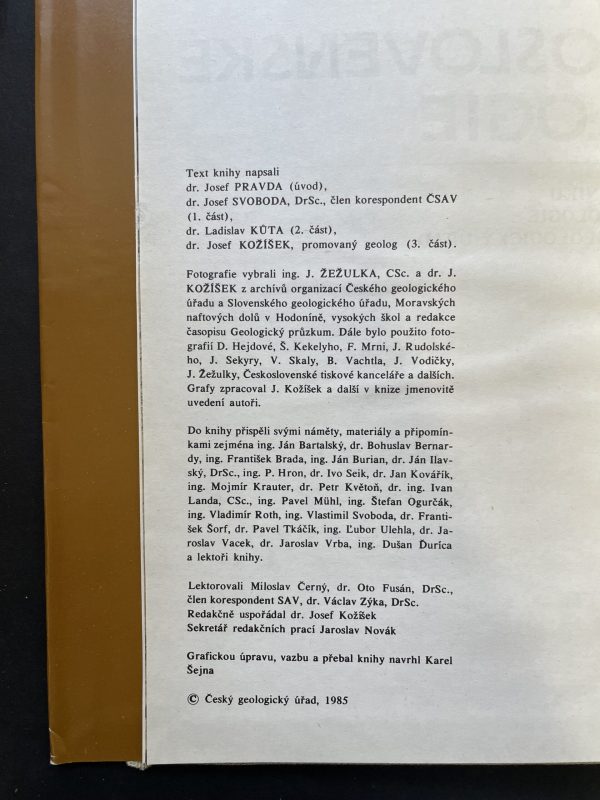 Text knihy napsali
dr. Josef PRAVDA (úvod),
dr. Josef SVOBODA, DrSc., člen korespondent ČSAV
(1. část),
dr. Ladislav KŮTA (2. část),
dr. Josef KOŽÍŠEK, promovaný geolog (3. část).
Fotografie vybrali ing. J. ŽEŽULKA, CSc. a dr. J.
KOŽÍŠEK z archívů organizací Českého geologického
úřadu a Slovenského geologického úřadu, Moravských
naftových dolů v Hodoníně, vysokých škol a redakce
časopisu Geologický průzkum. Dále bylo použito foto-
grafií D. Hejdové, Š. Kekelyho, F. Mrni, J. Rudolské-
ho, J. Sekyry, V. Skaly, B. Vachtla, J. Vodičky,
J. Žežulky, Československé tiskové kanceláře a dalších.
Grafy zpracoval J. Kožíšek a další v knize jmenovitě
uvedení autoři.
Do knihy přispěli svými náměty, materiály a připomín-
kami zejména ing. Ján Bartalský, dr. Bohuslav Bernar-
dy, ing. František Brada, ing. Ján Burian, dr. Ján Ilav-
ský, DrSc., ing. P. Hron, dr. Ivo Seik, dr. Jan Kovářík,
ing. Mojmír Krauter, dr. Petr Květoň, dr. ing. Ivan
Landa, CSc., ing. Pavel Mühl, ing. Štefan Ogurčák,
ing. Vladimír Roth, ing. Vlastimil Svoboda, dr. Franti-
šek Šorf, dr. Pavel Tkáčík, ing. Ľubor Ulehla, dr. Ja-
roslav Vacek, dr. Jaroslav Vrba, ing. Dušan Ďurica
a lektoři knihy.
Lektorovali Miloslav Černý, dr. Oto Fusán, DrSc.,
člen korespondent SAV, dr. Václav Zýka, DrSc.
Redakčně uspořádal dr. Josef Kožíšek
Sekretář redakčních prací Jaroslav Novák
Grafickou úpravu, vazbu a přebal knihy navrhl Karel
Šejna
© Český geologický úřad, 1985